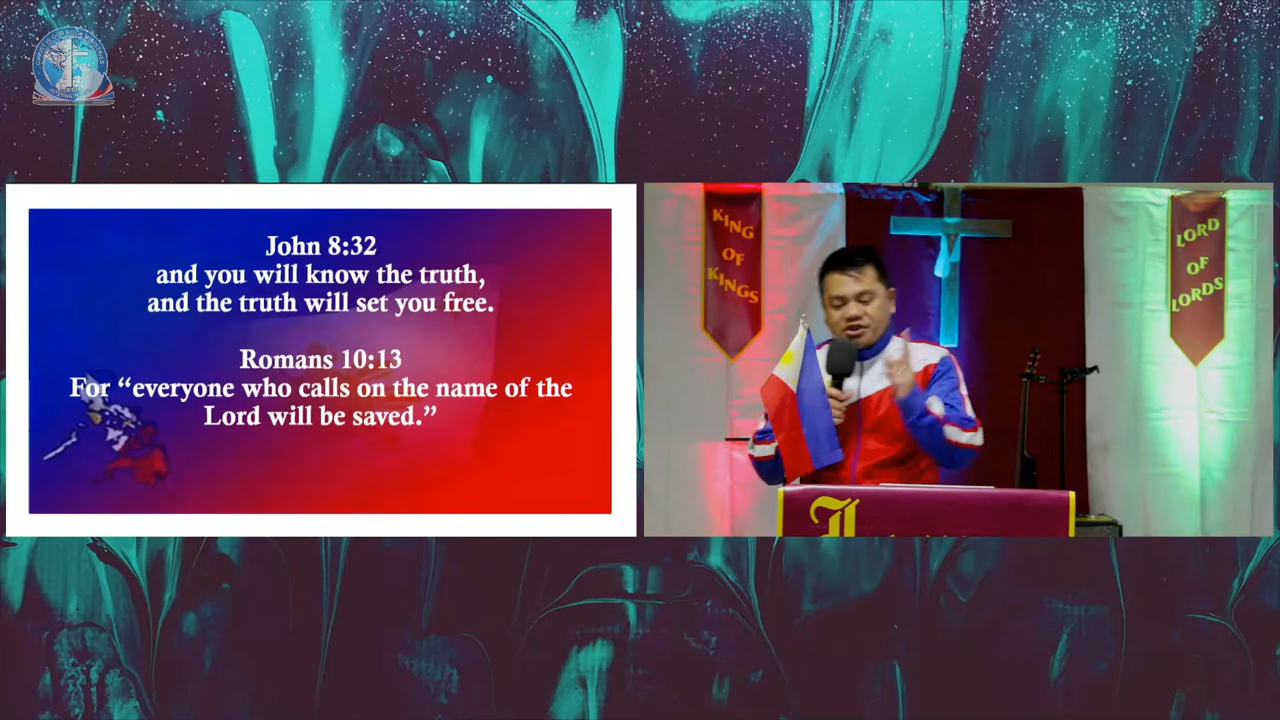 John 8:32
and you will know the truth,
and the truth will set you free.
Romans 10:13
For “everyone who calls on the name of the
Lord will be saved.”
KING
OF
KINGS
LORD
OF
LORDS